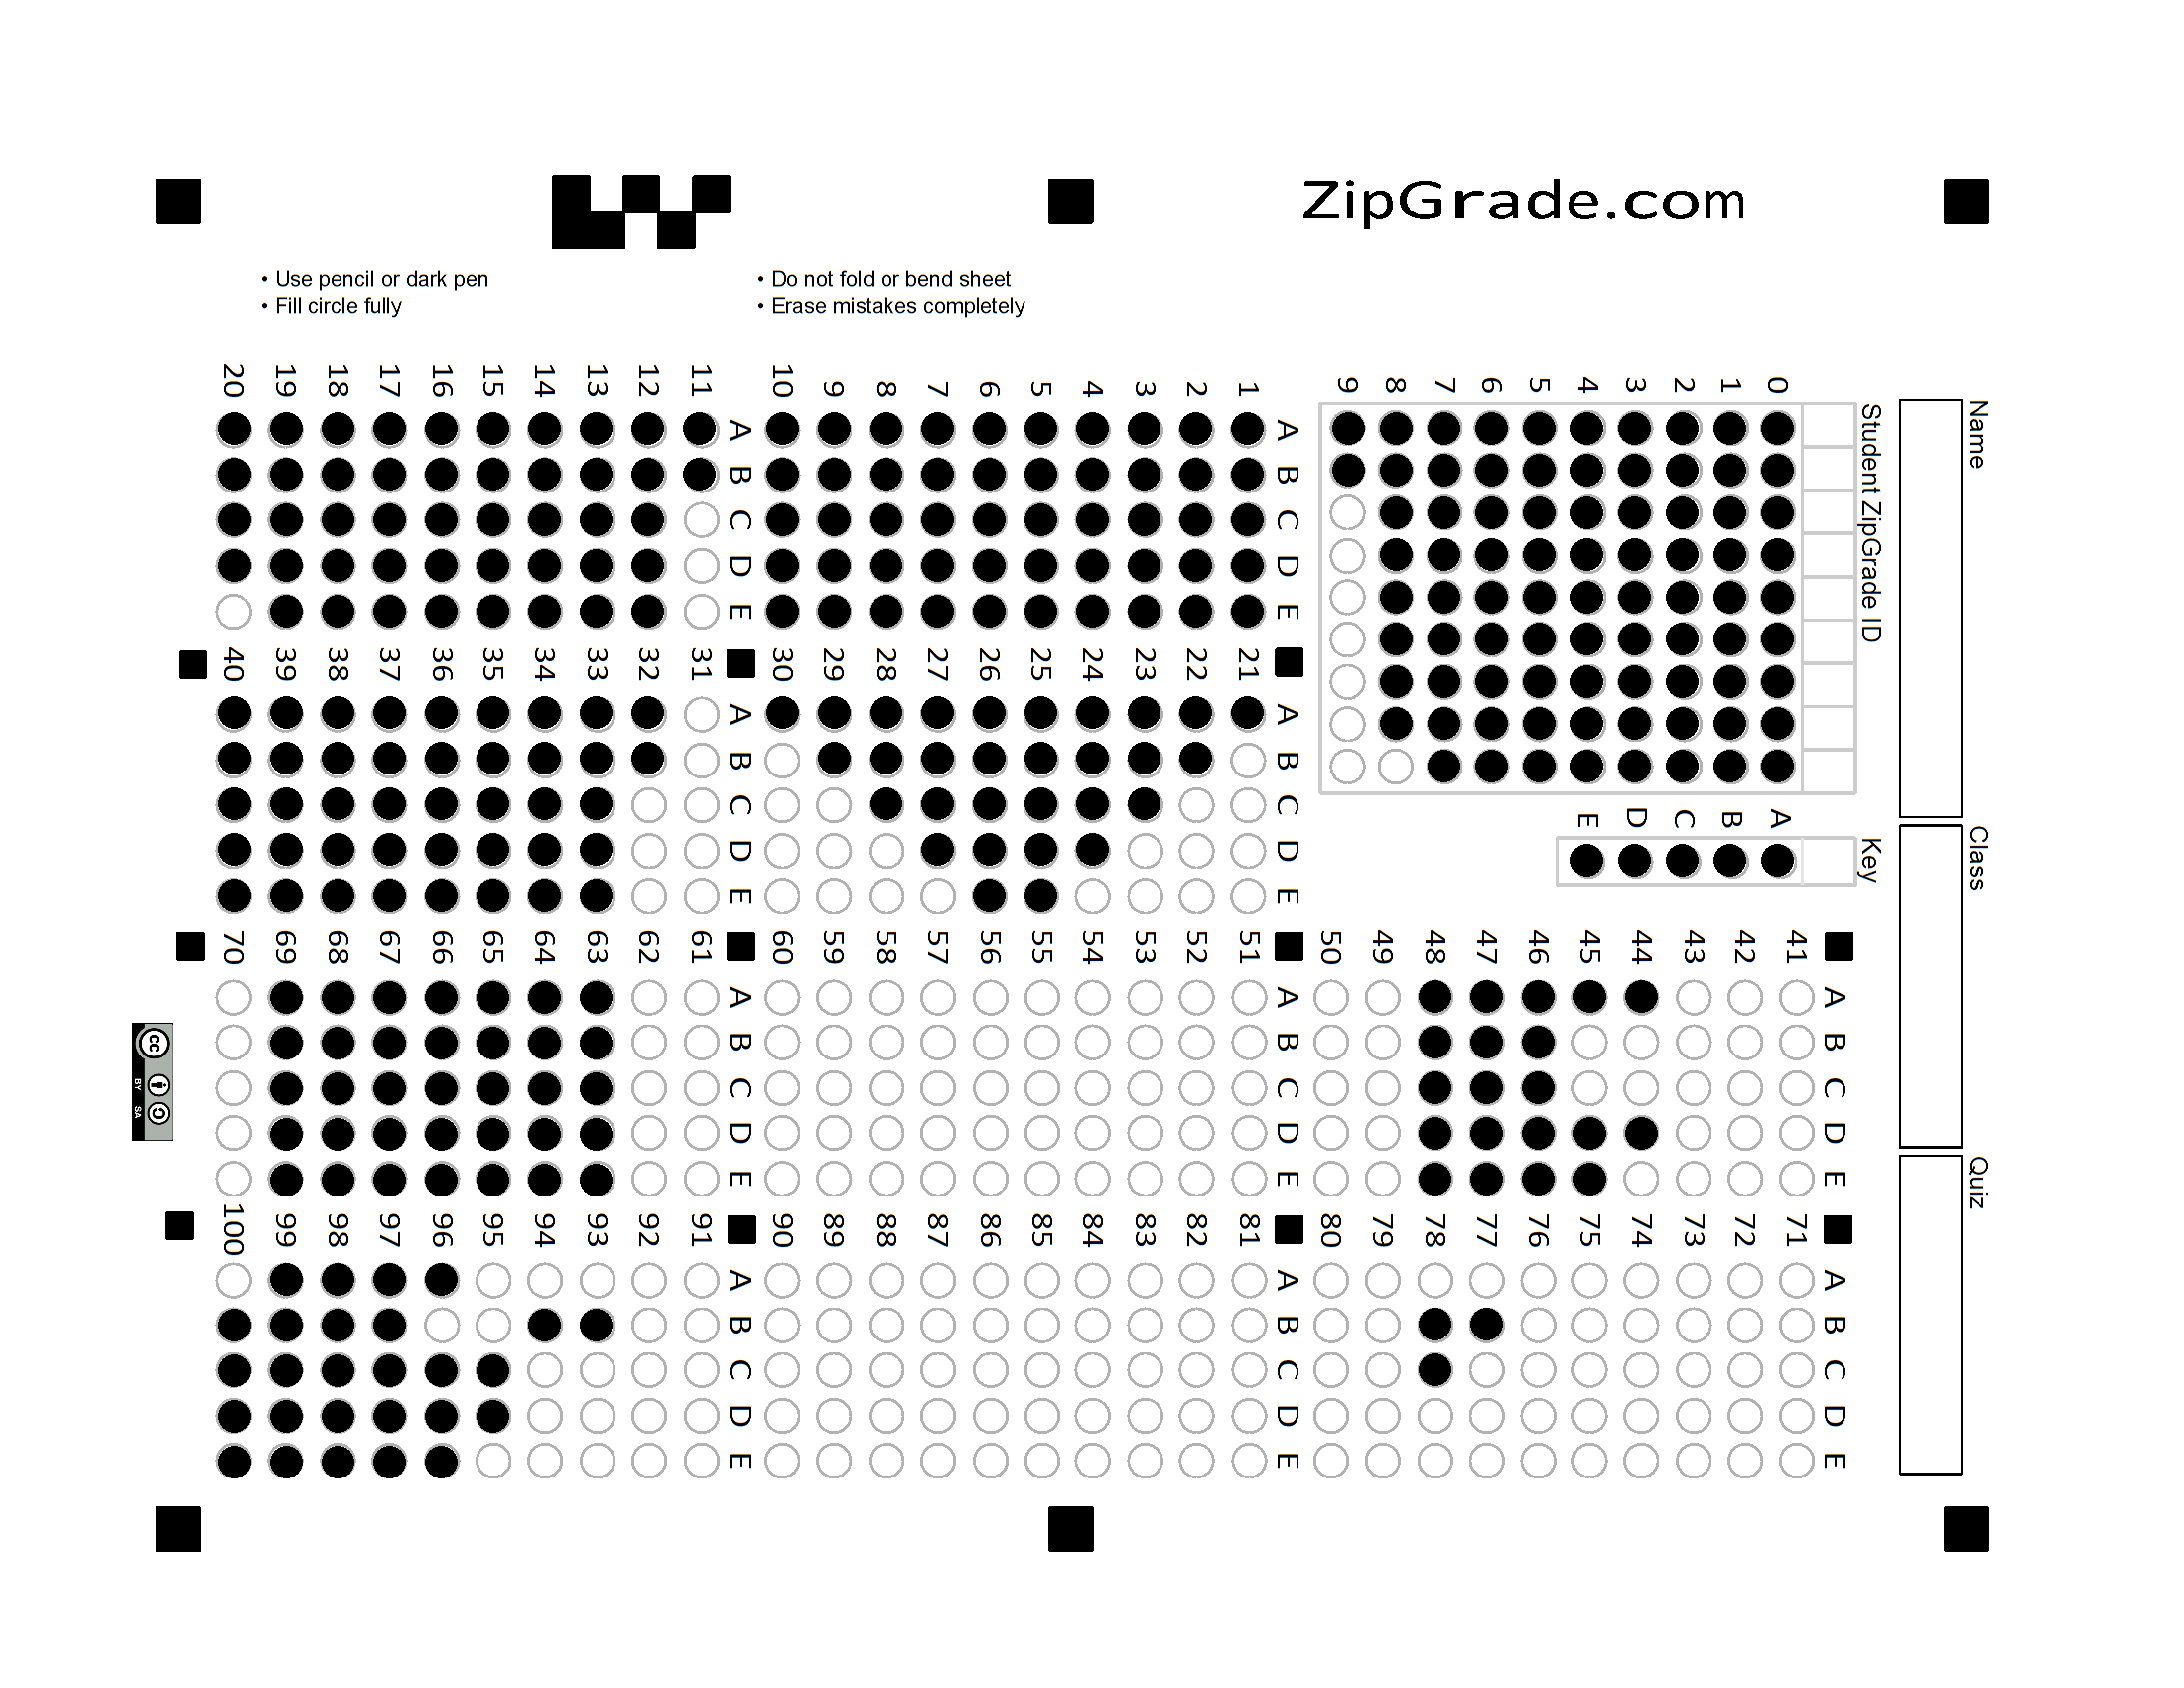 ZipGrade.com
• Use pencil or dark pen
• Fill circle fully
• Do not fold or bend sheet
• Erase mistakes completely
Name
Class
Quiz
Student ZipGrade ID
0 1 2 3 4 5 6 7 8 9
Key
A B C D E
A B C D E
1 2 3 4 5 6 7 8 9 10
A B C D E
11 12 13 14 15 16 17 18 19 20
A B C D E
21 22 23 24 25 26 27 28 29 30
A B C D E
31 32 33 34 35 36 37 38 39 40
A B C D E
41 42 43 44 45 46 47 48 49 50
A B C D E
51 52 53 54 55 56 57 58 59 60
A B C D E
61 62 63 64 65 66 67 68 69 70
A B C D E
71 72 73 74 75 76 77 78 79 80
A B C D E
81 82 83 84 85 86 87 88 89 90
A B C D E
91 92 93 94 95 96 97 98 99 100
A B C D E
cc
BY SA